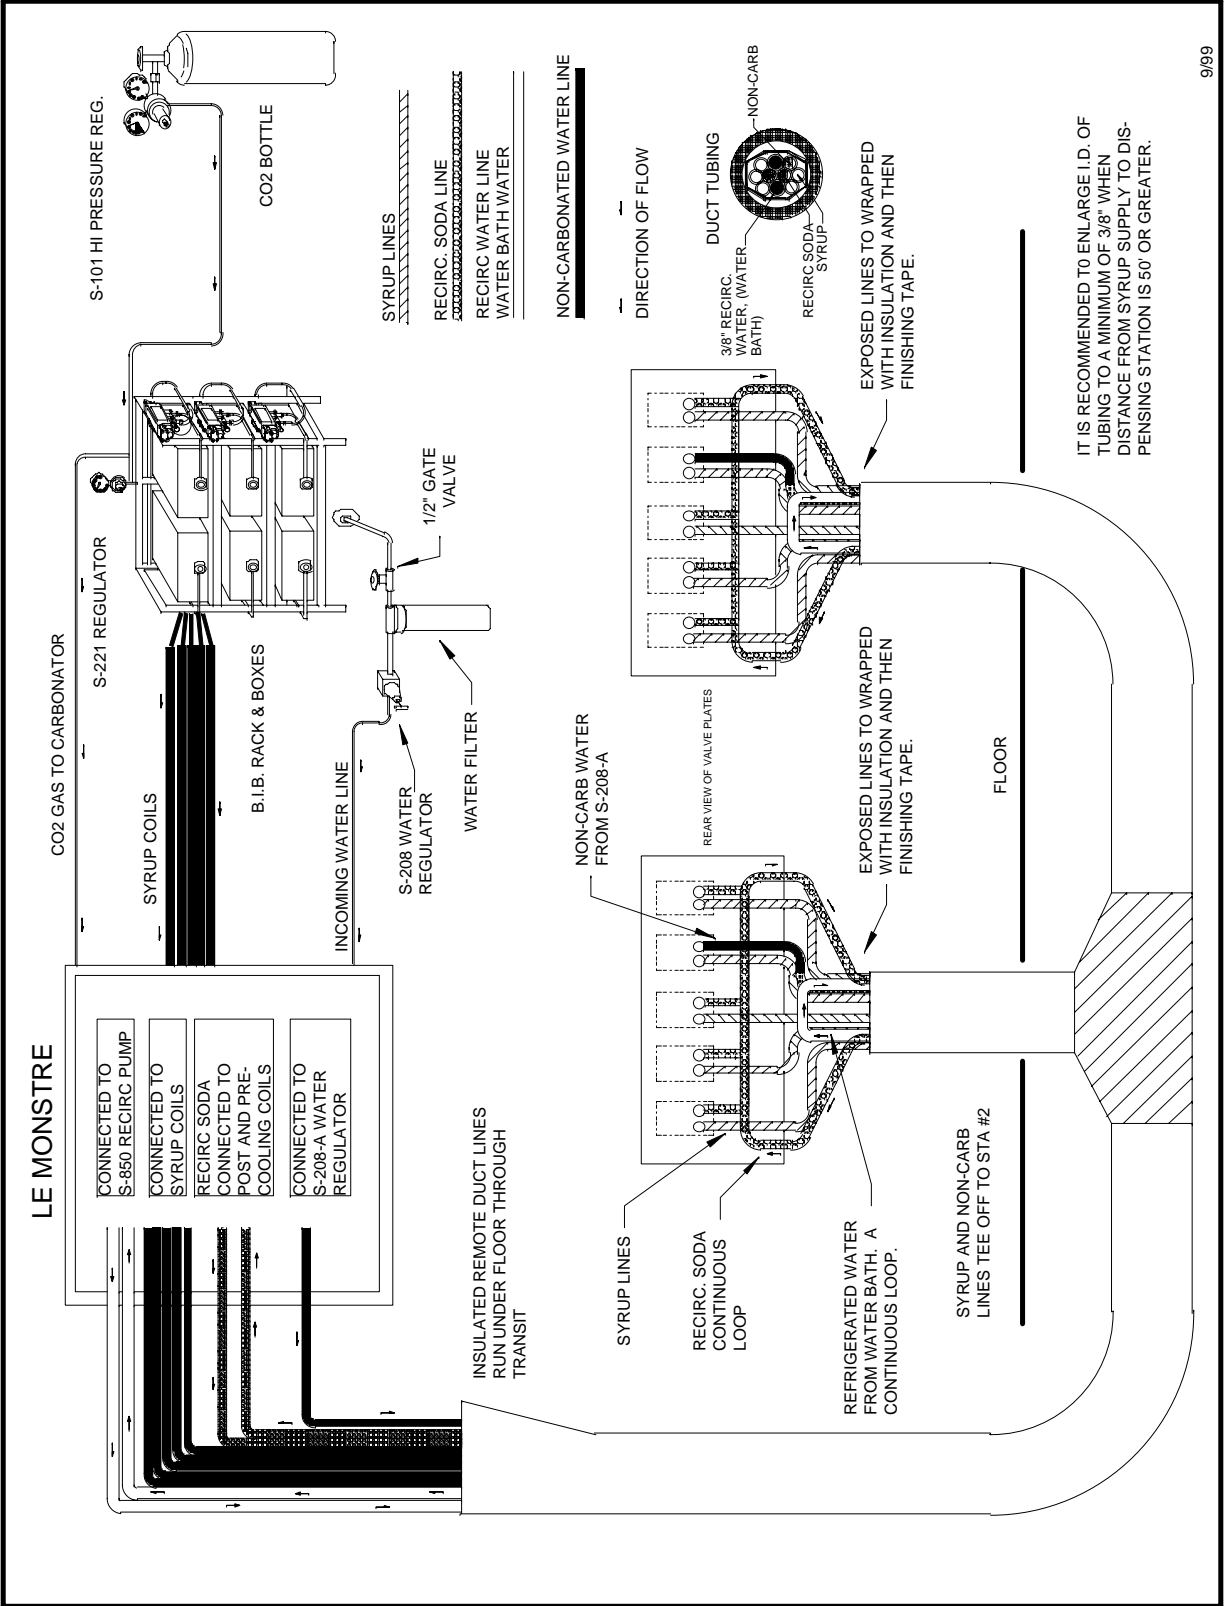 LE MONSTRE
CO2 GAS TO CARBONATOR
S-221 REGULATOR
S-101 HI PRESSURE REG.
CO2 BOTTLE
SYRUP COILS
B.I.B. RACK & BOXES
INCOMING WATER LINE
S-208 WATER
REGULATOR
WATER FILTER
1/2" GATE
VALVE
CONNECTED TO
S-850 RECIRC PUMP
CONNECTED TO
SYRUP COILS
RECIRC SODA
CONNECTED TO
POST AND PRE-
COOLING COILS
CONNECTED TO
S-208-A WATER
REGULATOR
SYRUP LINES
RECIRC. SODA LINE
RECIRC WATER LINE
WATER BATH WATER
NON-CARBONATED WATER LINE
DIRECTION OF FLOW
DUCT TUBING
NON-CARB
3/8" RECIRC.
WATER, (WATER
BATH)
RECIRC SODA
SYRUP
INSULATED REMOTE DUCT LINES
RUN UNDER FLOOR THROUGH
TRANSIT
NON-CARB WATER
FROM S-208-A
REAR VIEW OF VALVE PLATES
SYRUP LINES
RECIRC. SODA
CONTINUOUS
LOOP
REFRIGERATED WATER
FROM WATER BATH. A
CONTINUOUS LOOP.
EXPOSED LINES TO WRAPPED
WITH INSULATION AND THEN
FINISHING TAPE.
EXPOSED LINES TO WRAPPED
WITH INSULATION AND THEN
FINISHING TAPE.
SYRUP AND NON-CARB
LINES TEE OFF TO STA #2
FLOOR
IT IS RECOMMENDED T0 ENLARGE I.D. OF
TUBING TO A MINIMUM OF 3/8" WHEN
DISTANCE FROM SYRUP SUPPLY TO DIS-
PENSING STATION IS 50' OR GREATER.
9/99